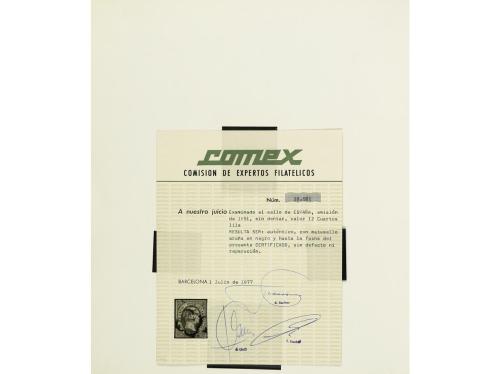 comex
COMISION DE EXPERTOS FILATELICOS
Núm.
A nuestro juicio Examinado el sello de España, emisión
de 1851, sin dentar, valor 12 Cuartos
lila
RESULTA SER: auténtico, con matasello
araña en negro y hasta la fecha del
presente CERTIFICADO, sin defecto ni
reparación.
BARCELONA 1 Julio de 1977